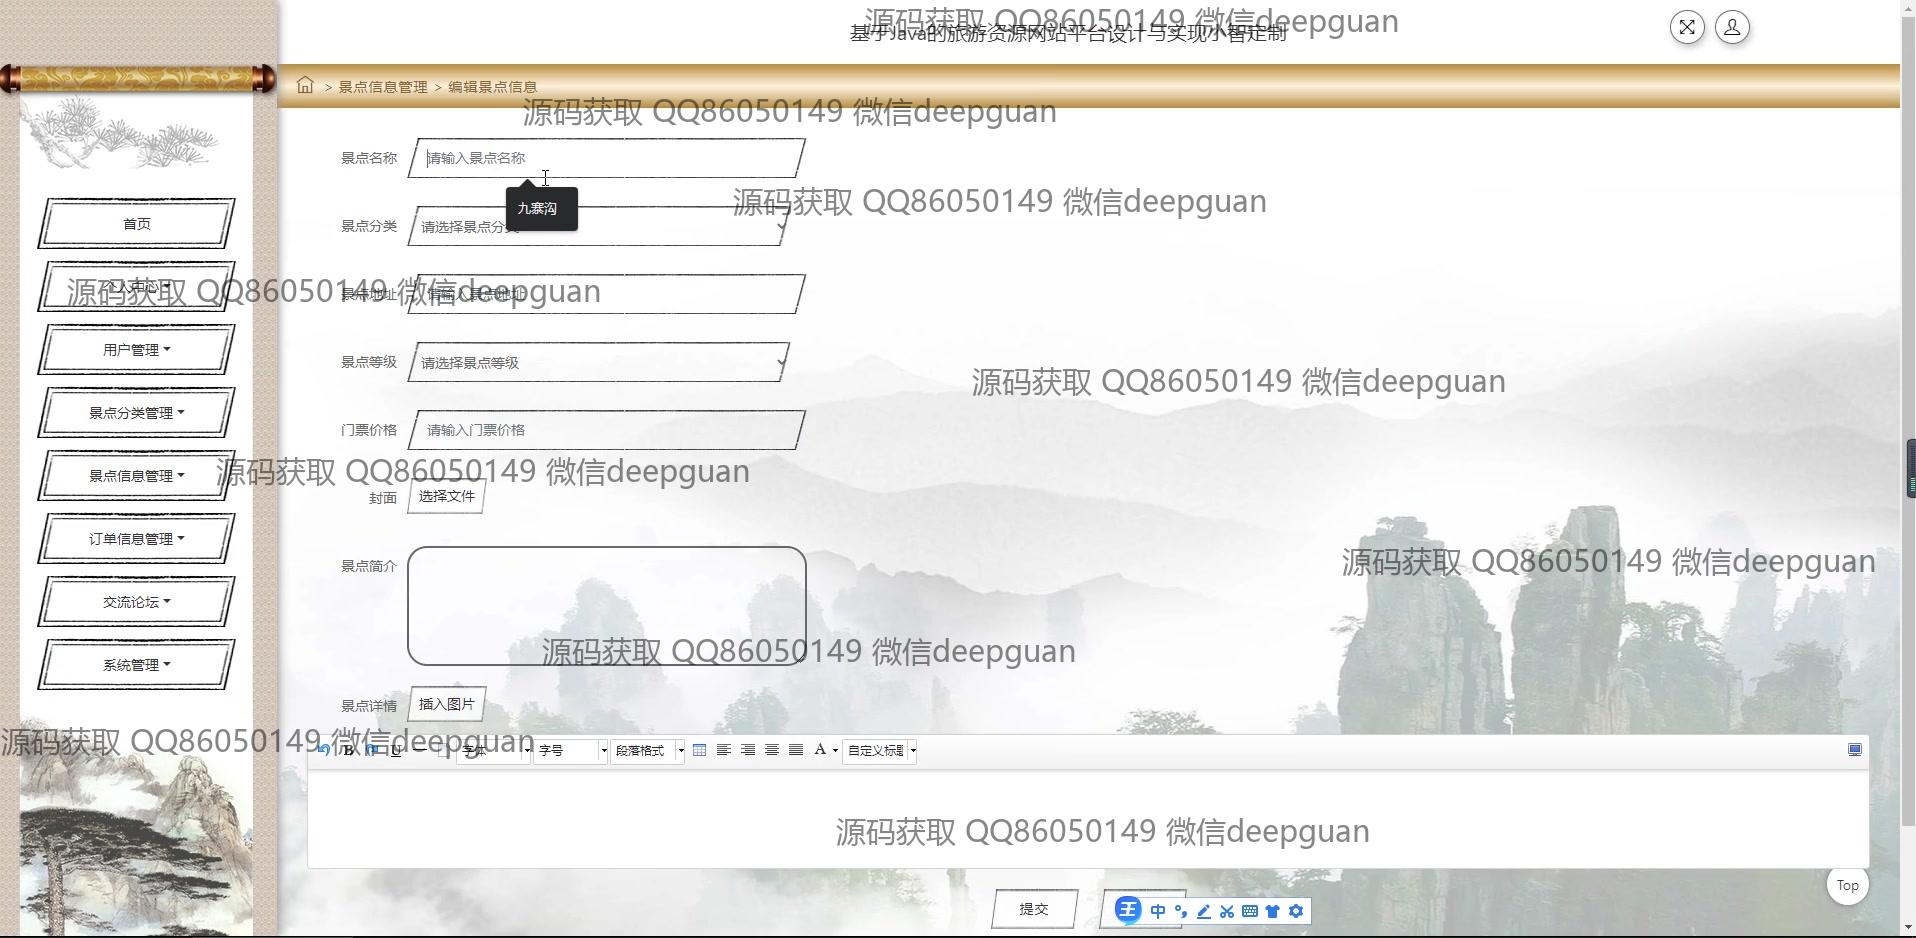 源码获取 QQ86050149 微信deepguan
基于Java的旅游资源网站平台设计与实现小智定制
> 景点信息管理 > 编辑景点信息
源码获取 QQ86050149 微信deepguan
景点名称 请输入景点名称
九寨沟
源码获取 QQ86050149 微信deepguan
首页
景点分类 请选择景点分类
个人中心
源码获取 QQ86050149 微信deepguan
景点地址 请输入景点地址
用户管理
景点等级 请选择景点等级
源码获取 QQ86050149 微信deepguan
景点分类管理
门票价格 请输入门票价格
景点信息管理
源码获取 QQ86050149 微信deepguan
封面 选择文件
订单信息管理
景点简介
源码获取 QQ86050149 微信deepguan
交流论坛
系统管理
源码获取 QQ86050149 微信deepguan
景点详情 插入图片
源码获取 QQ86050149 微信deepguan
B U 字体 字号 段落格式 A 自定义标题
源码获取 QQ86050149 微信deepguan
Top
提交
王 中